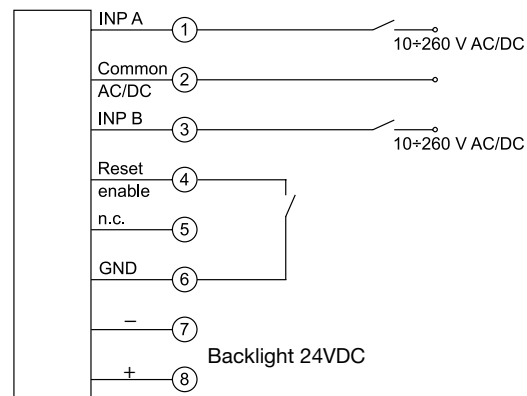 INP A
1
10÷260 V AC/DC
Common
AC/DC
2
INP B
3
10÷260 V AC/DC
Reset
enable
4
n.c.
5
GND
6
–
7
Backlight 24VDC
+
8